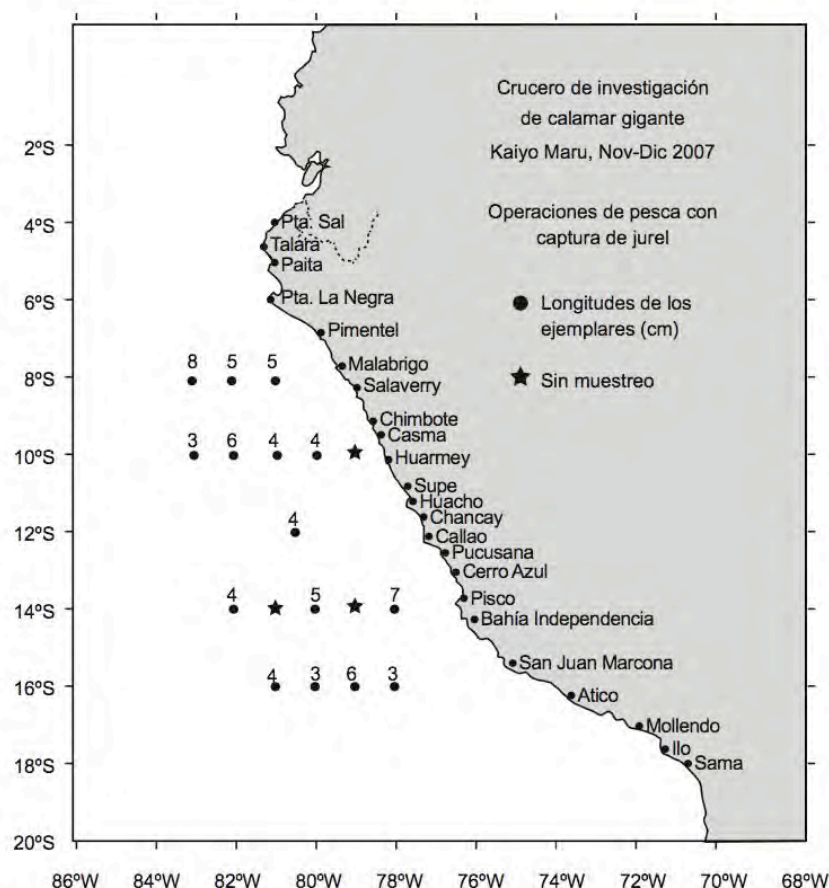 Crucero de investigación
de calamar gigante
Kaiyo Maru, Nov-Dic 2007
Operaciones de pesca con
captura de jurel
Longitudes de los
ejemplares (cm)
Sin muestreo
2ºS
4ºS
Pta. Sal
Talara
Paita
6ºS
Pta. La Negra
Pimentel
Malabrigo
8 5 5
8ºS
Salaverry
Chimbote
Casma
3 6 4 4
10ºS
Huarmey
Supe
Huacho
Chancay
4
12ºS
Callao
Pucusana
Cerro Azul
Pisco
4 5 7
14ºS
Bahía Independencia
San Juan Marcona
4 3 6 3
16ºS
Atico
Mollendo
Ilo
18ºS
Sama
20ºS
86ºW 84ºW 82ºW 80ºW 78ºW 76ºW 74ºW 72ºW 70ºW 68ºW